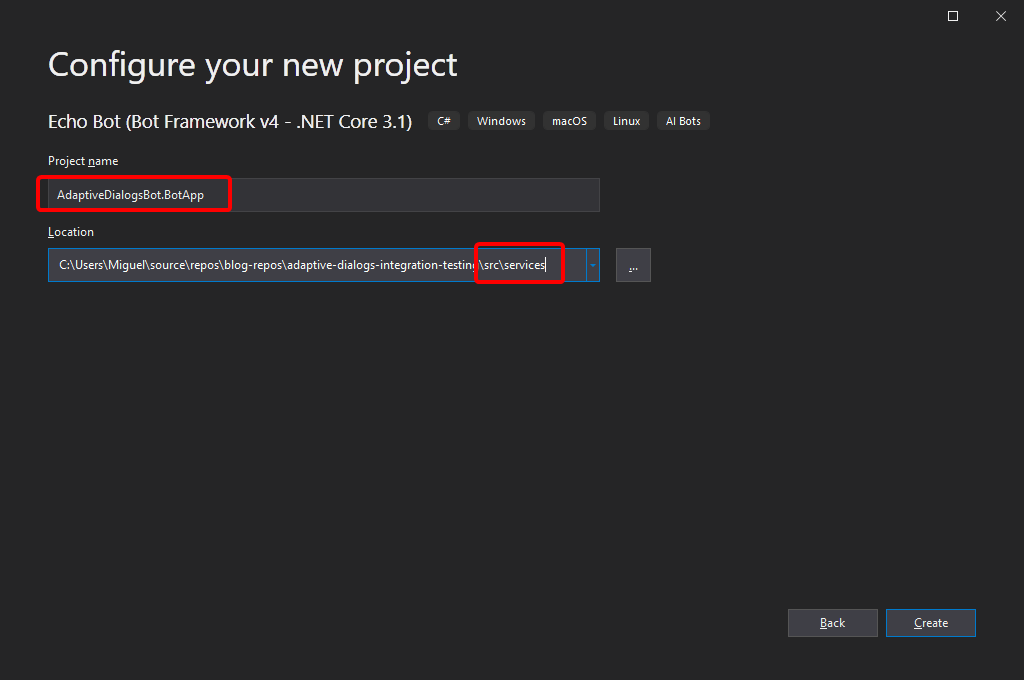 Configure your new project
Echo Bot (Bot Framework v4 - .NET Core 3.1) C# Windows macOS Linux AI Bots
Project name
AdaptiveDialogsBot.BotApp
Location
C:\Users\Miguel\source\repos\blog-repos\adaptive-dialogs-integration-testing\src\services
...
Back Create